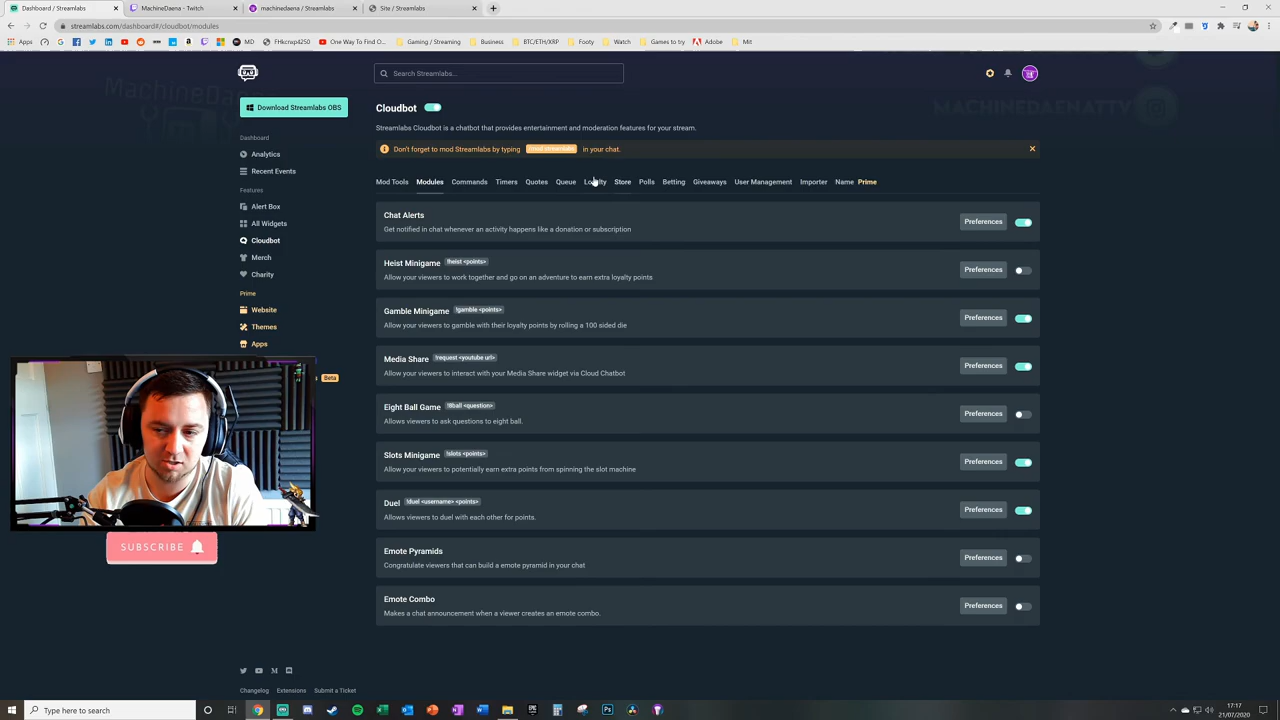 Dashboard / Streamlabs
MachineDaena - Twitch
machinedaena / Streamlabs
Site / Streamlabs
streamlabs.com/dashboard#/cloudbot/modules
Apps
MD
FHkcrap4250
One Way To Find O...
Gaming / Streaming
Business
BTC/ETH/XRP
Footy
Watch
Games to try
Adobe
Mit
MACHINEDAENATTV
Search Streamlabs...
Download Streamlabs OBS
Cloudbot
Streamlabs Cloudbot is a chatbot that provides entertainment and moderation features for your stream.
Don't forget to mod Streamlabs by typing /mod streamlabs in your chat.
Dashboard
Analytics
Recent Events
Features
Alert Box
All Widgets
Cloudbot
Merch
Charity
Prime
Website
Themes
Apps
Beta
Mod Tools Modules Commands Timers Quotes Queue Loyalty Store Polls Betting Giveaways User Management Importer Name Prime
Chat Alerts
Get notified in chat whenever an activity happens like a donation or subscription
Preferences
Heist Minigame !heist <points>
Allow your viewers to work together and go on an adventure to earn extra loyalty points
Preferences
Gamble Minigame !gamble <points>
Allow your viewers to gamble with their loyalty points by rolling a 100 sided die
Preferences
Media Share !request <youtube url>
Allow your viewers to interact with your Media Share widget via Cloud Chatbot
Preferences
Eight Ball Game !8ball <question>
Allows viewers to ask questions to eight ball.
Preferences
Slots Minigame !slots <points>
Allow your viewers to potentially earn extra points from spinning the slot machine
Preferences
Duel !duel <username> <points>
Allows viewers to duel with each other for points.
Preferences
Emote Pyramids
Congratulate viewers that can build a emote pyramid in your chat
Preferences
Emote Combo
Makes a chat announcement when a viewer creates an emote combo.
Preferences
SUBSCRIBE
Changelog Extensions Submit a Ticket
Type here to search
17:17
21/07/2020